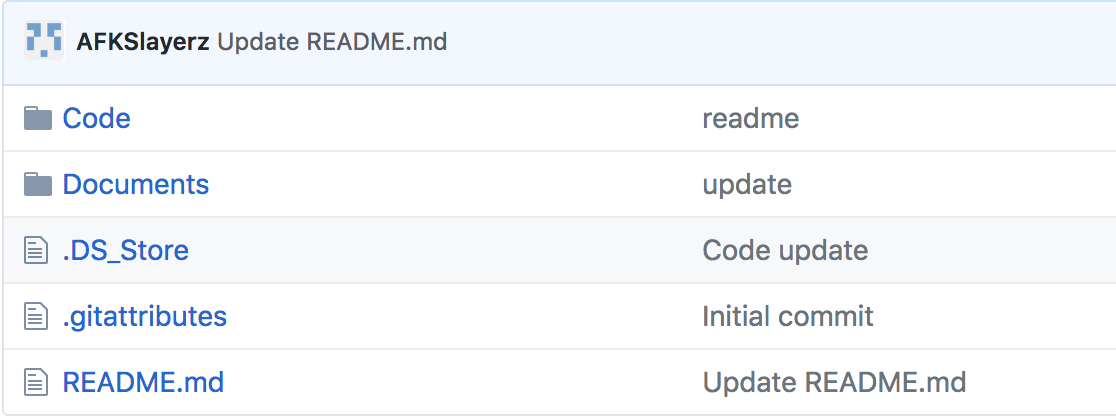 AFKSlayerz Update README.md
Code readme
Documents update
.DS_Store Code update
.gitattributes Initial commit
README.md Update README.md